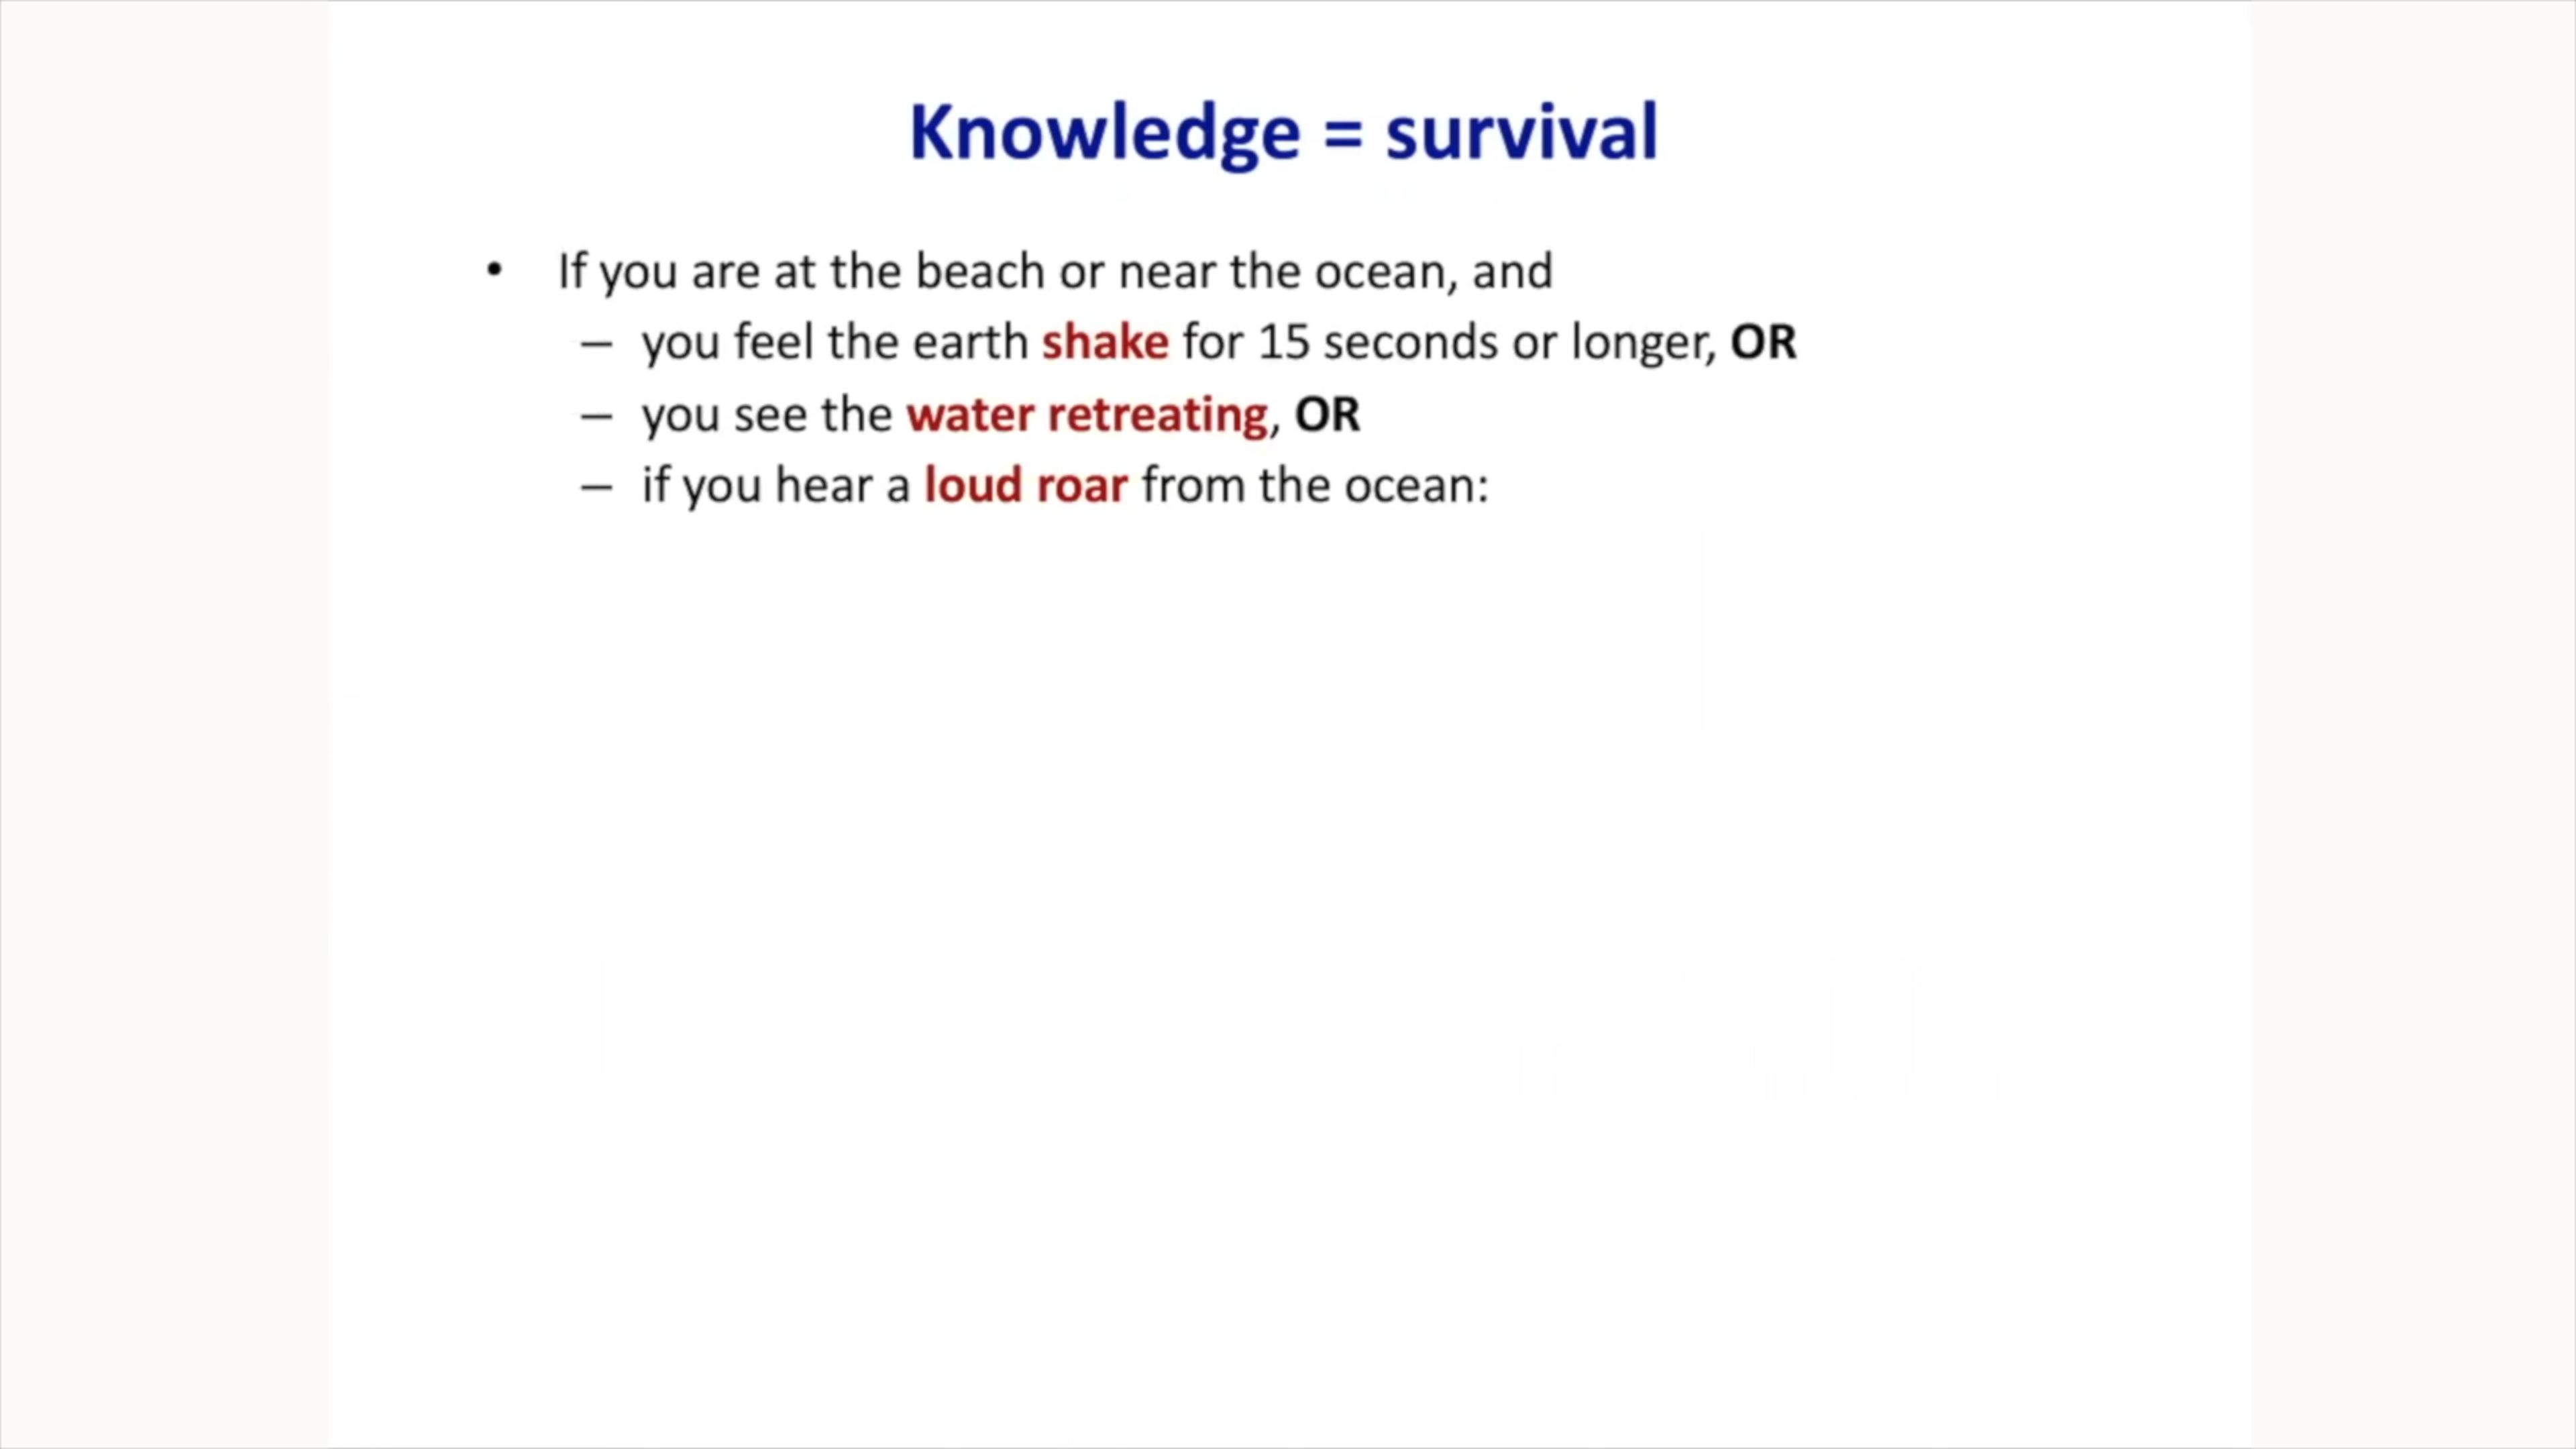 Knowledge = survival
• If you are at the beach or near the ocean, and
– you feel the earth shake for 15 seconds or longer, OR
– you see the water retreating, OR
– if you hear a loud roar from the ocean: